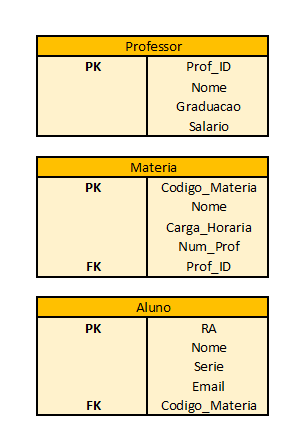 Professor
PK Prof_ID
Nome
Graduacao
Salario
Materia
PK Codigo_Materia
Nome
Carga_Horaria
Num_Prof
FK Prof_ID
Aluno
PK RA
Nome
Serie
Email
FK Codigo_Materia